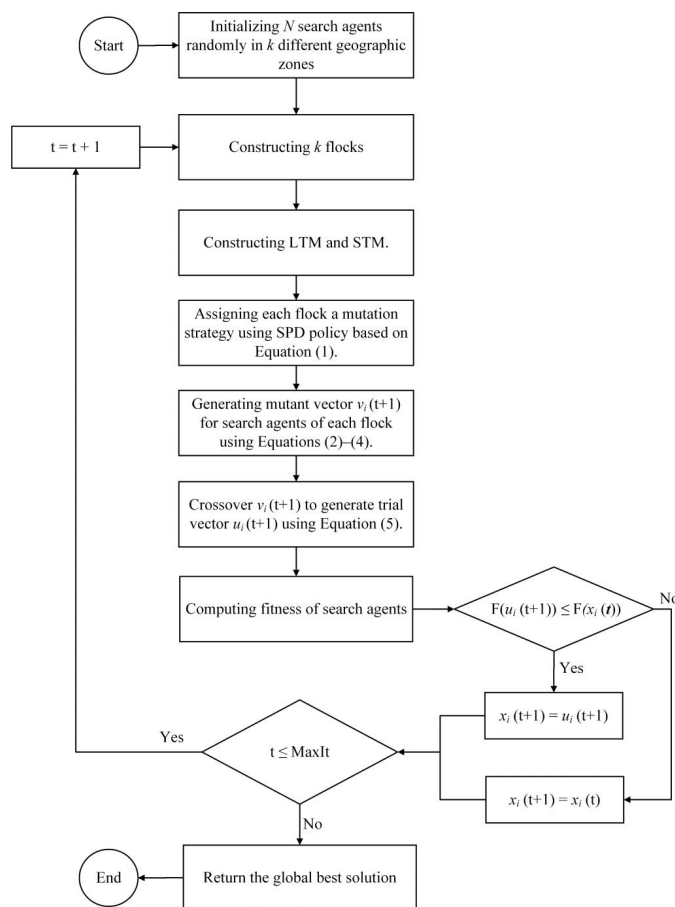 Start
Initializing N search agents
randomly in k different geographic
zones
t = t + 1
Constructing k flocks
Constructing LTM and STM.
Assigning each flock a mutation
strategy using SPD policy based on
Equation (1).
Generating mutant vector vᵢ (t+1)
for search agents of each flock
using Equations (2)–(4).
Crossover vᵢ (t+1) to generate trial
vector uᵢ (t+1) using Equation (5).
Computing fitness of search agents
F(uᵢ (t+1)) ≤ F(xᵢ (t))
No
Yes
xᵢ (t+1) = uᵢ (t+1)
Yes
t ≤ MaxIt
xᵢ (t+1) = xᵢ (t)
No
End
Return the global best solution